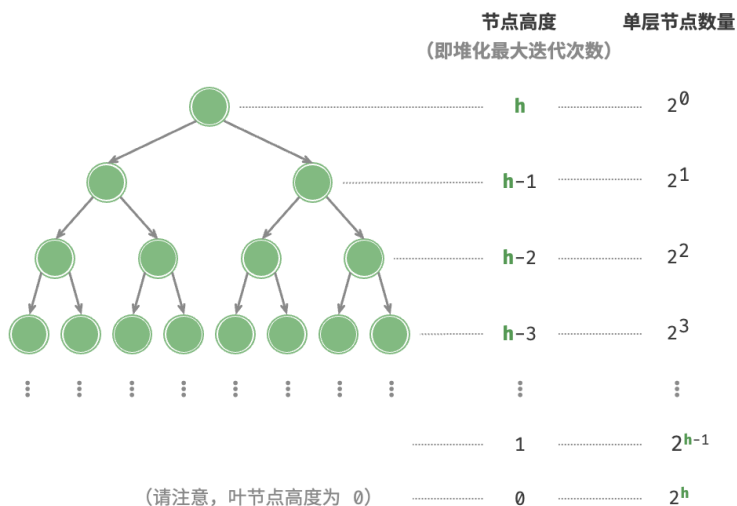 节点高度 单层节点数量
（即堆化最大迭代次数）
h 2^0
h-1 2^1
h-2 2^2
h-3 2^3
1 2^h-1
（请注意，叶节点高度为 0） 0 2^h